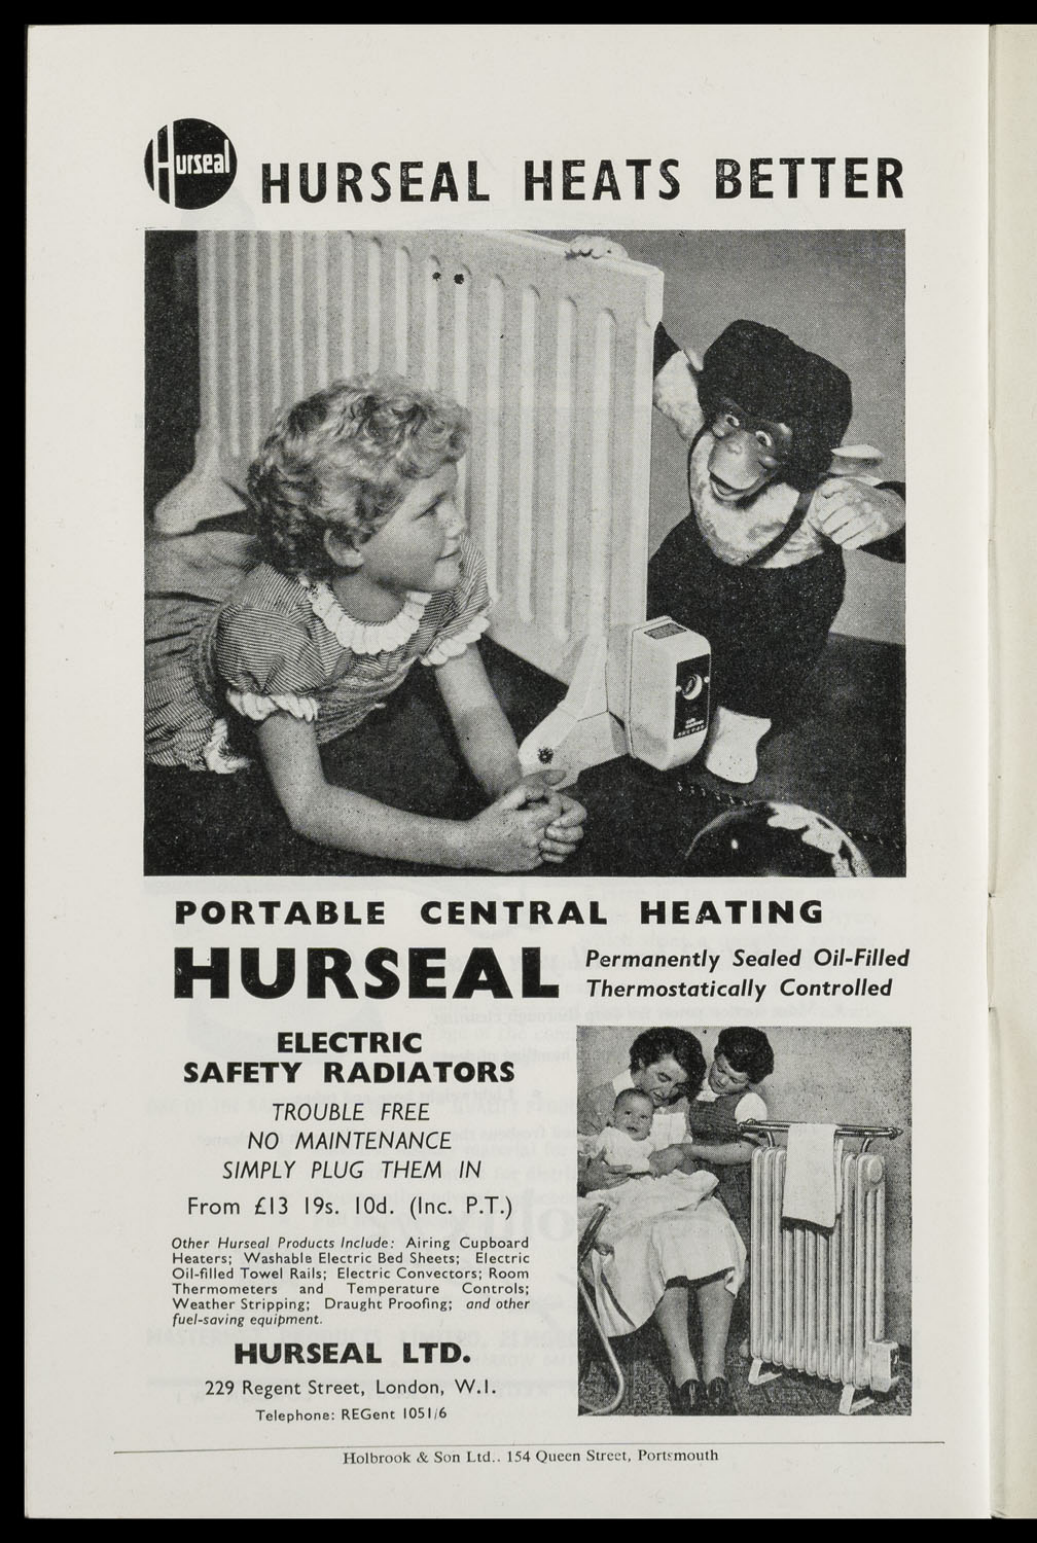 Hurseal
HURSEAL HEATS BETTER
PORTABLE CENTRAL HEATING
HURSEAL
Permanently Sealed Oil-Filled
Thermostatically Controlled
ELECTRIC
SAFETY RADIATORS
TROUBLE FREE
NO MAINTENANCE
SIMPLY PLUG THEM IN
From £13 19s. 10d. (Inc. P.T.)
Other Hurseal Products Include: Airing Cupboard
Heaters; Washable Electric Bed Sheets; Electric
Oil-filled Towel Rails; Electric Convectors; Room
Thermometers and Temperature Controls;
Weather Stripping; Draught Proofing; and other
fuel-saving equipment.
HURSEAL LTD.
229 Regent Street, London, W.I.
Telephone: REGent 1051/6
Holbrook & Son Ltd.. 154 Queen Street, Portsmouth